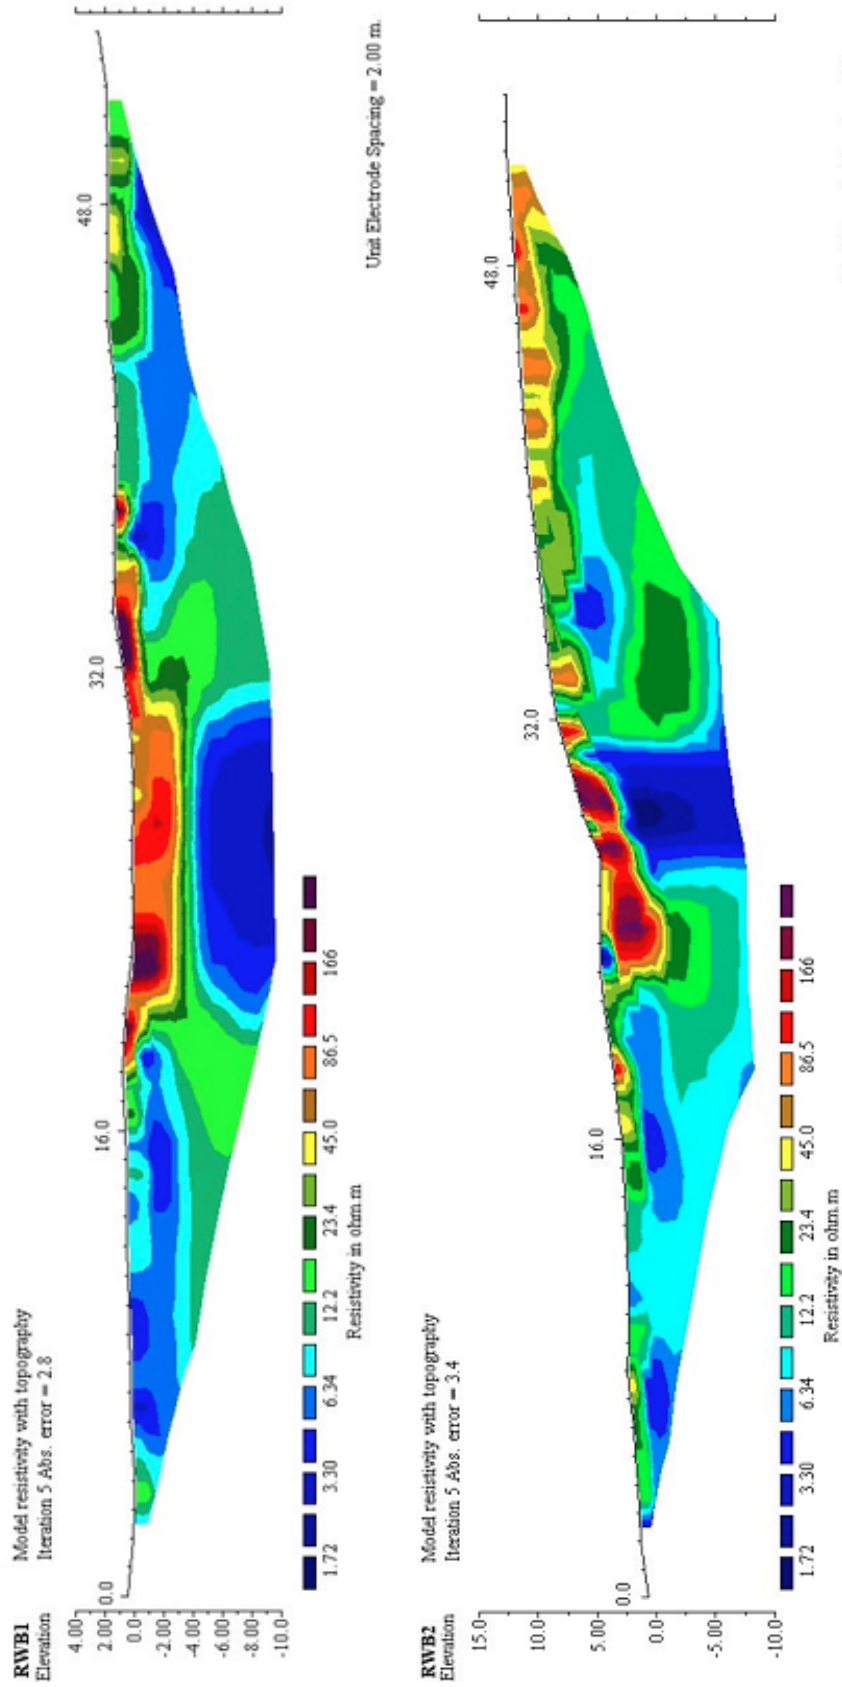 RWB1
Elevation
Model resistivity with topography
Iteration 5 Abs. error = 2.8
4.00
2.00
0.0
-2.00
-4.00
-6.00
-8.00
-10.0
0.0
16.0
32.0
48.0
Unit Electrode Spacing = 2.00 m.
1.72 3.30 6.34 12.2 23.4 45.0 86.5 166
Resistivity in ohm.m
RWB2
Elevation
Model resistivity with topography
Iteration 5 Abs. error = 3.4
15.0
10.0
5.00
0.0
-5.00
-10.0
0.0
16.0
32.0
48.0
1.72 3.30 6.34 12.2 23.4 45.0 86.5 166
Resistivity in ohm.m